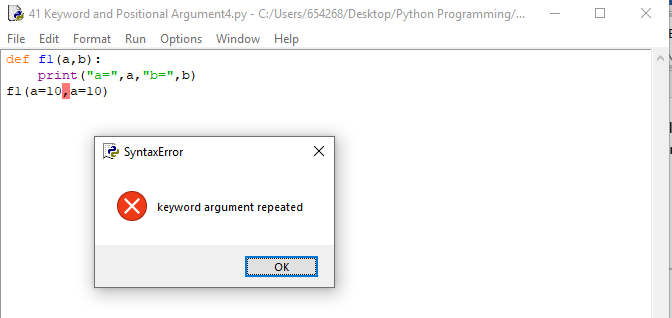 41 Keyword and Positional Argument4.py - C:/Users/654268/Desktop/Python Programming/...
File Edit Format Run Options Window Help
def f1(a,b):
    print("a=",a,"b=",b)
f1(a=10,a=10)
SyntaxError
keyword argument repeated
OK